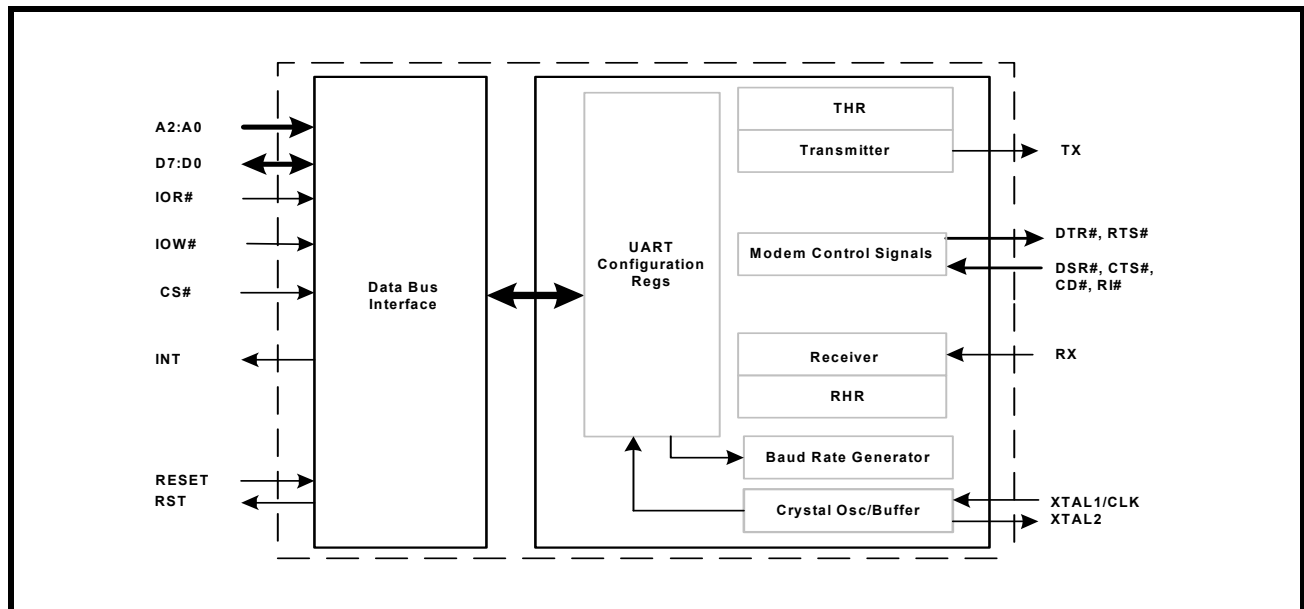 A2:A0
D7:D0
IOR#
IOW#
CS#
INT
RESET
RST
Data Bus
Interface
UART
Configuration
Regs
THR
Transmitter
Modem Control Signals
Receiver
RHR
Baud Rate Generator
Crystal Osc/Buffer
TX
DTR#, RTS#
DSR#, CTS#,
CD#, RI#
RX
XTAL1/CLK
XTAL2